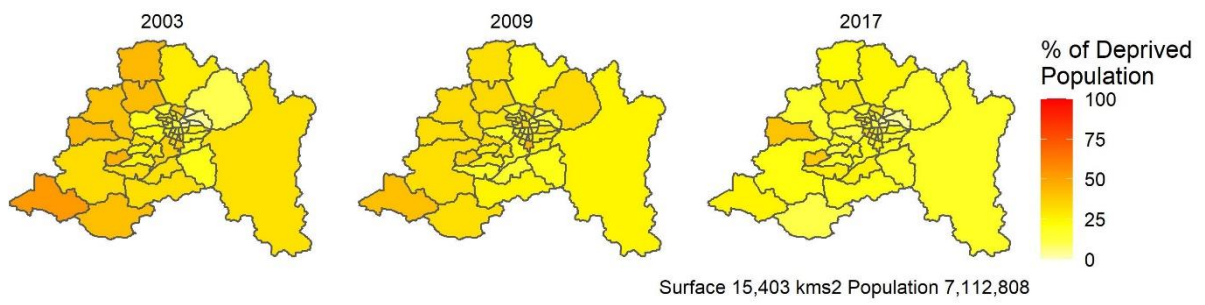 2003
2009
2017
% of Deprived
Population
100
75
50
25
0
Surface 15,403 kms2 Population 7,112,808